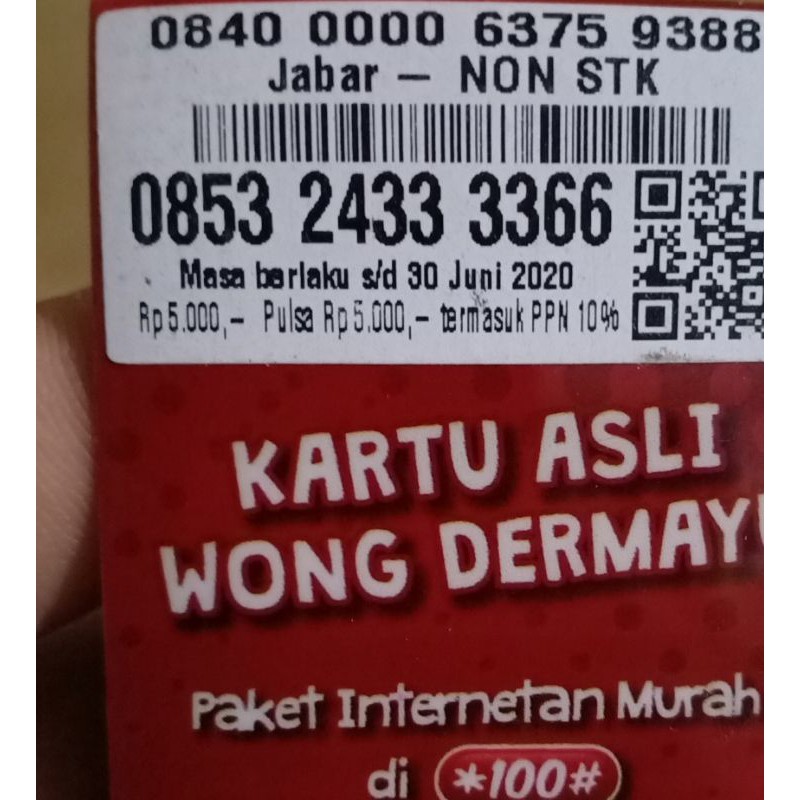 0840 0000 6375 9388
Jabar – NON STK
0853 2433 3366
Masa berlaku s/d 30 Juni 2020
Rp5.000,- Pulsa Rp5.000,- termasuk PPN 10%
KARTU ASLI
WONG DERMAYU
Paket Internetan Murah
di *100#